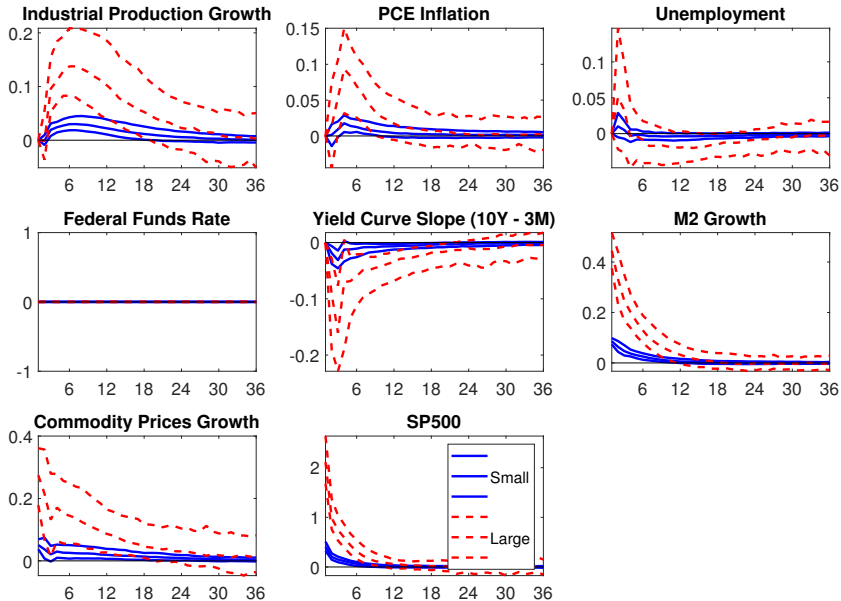 Industrial Production Growth
0.2
0.1
0
6 12 18 24 30 36
PCE Inflation
0.15
0.1
0.05
0
6 12 18 24 30 36
Unemployment
0.1
0.05
0
6 12 18 24 30 36
Federal Funds Rate
1
0
-1
6 12 18 24 30 36
Yield Curve Slope (10Y - 3M)
0
-0.1
-0.2
6 12 18 24 30 36
M2 Growth
0.4
0.2
0
6 12 18 24 30 36
Commodity Prices Growth
0.4
0.2
0
6 12 18 24 30 36
SP500
2
1
0
6 12 18 24 30 36
Small
Large